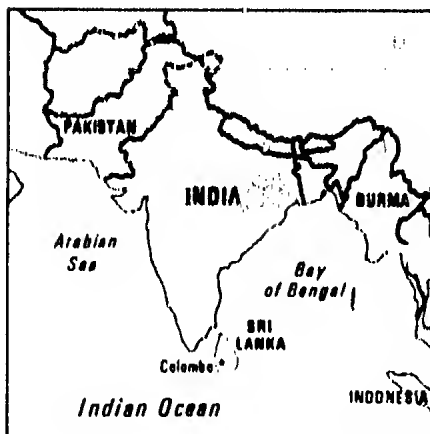 PAKISTAN
INDIA
BURMA
Arabian
Sea
Bay
of Bengal
SRI
LANKA
Colombo
INDONESIA
Indian Ocean